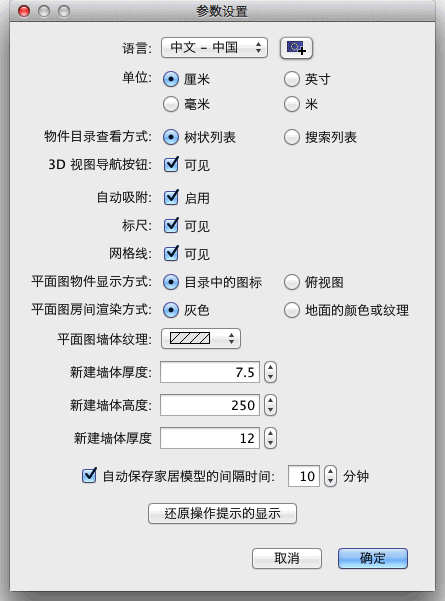 参数设置
语言: 中文 - 中国
单位: 厘米 英寸
毫米 米
物件目录查看方式: 树状列表 搜索列表
3D 视图导航按钮: 可见
自动吸附: 启用
标尺: 可见
网格线: 可见
平面图物件显示方式: 目录中的图标 俯视图
平面图房间渲染方式: 灰色 地面的颜色或纹理
平面图墙体纹理:
新建墙体厚度: 7.5
新建墙体高度: 250
新建墙体厚度 12
自动保存家居模型的间隔时间: 10 分钟
还原操作提示的显示
取消 确定